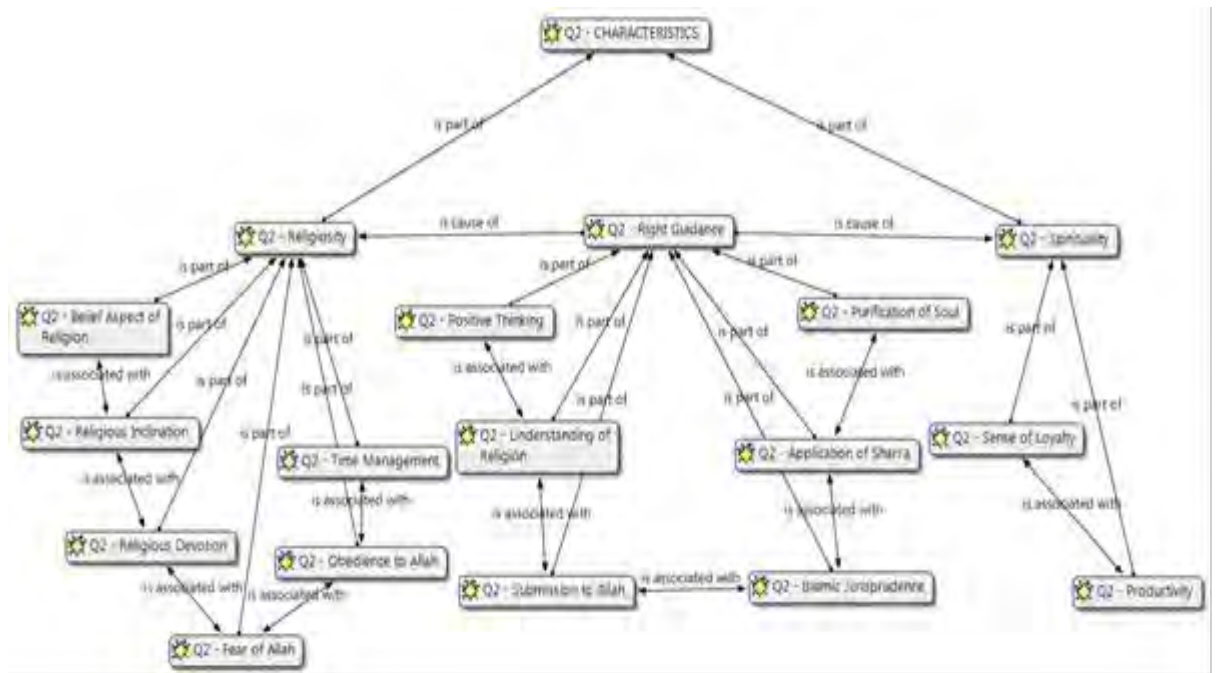 Q2 - CHARACTERISTICS
is part of
is part of
Q2 - Religiosity
is cause of
Q2 - Right Guidance
is cause of
Q2 - Spirituality
is part of
is part of
is part of
Q2 - Belief Aspect of
Religion
is part of
Q2 - Positive Thinking
is part of
Q2 - Purification of Soul
is part of
is part of
is part of
is associated with
is part of
is part of
is associated with
is associated with
is part of
is part of
is part of
is part of
Q2 - Religious Inclination
is part of
Q2 - Time Management
Q2 - Understanding of
Religion
Q2 - Application of Sharra
Q2 - Sense of Loyalty
is associated with
is associated with
is associated with
is associated with
is associated with
Q2 - Religious Devotion
Q2 - Obedience to Allah
is associated with
is associated with
Q2 - Submission to Allah
is associated with
Q2 - Islamic Jorisprudence
Q2 - Productivity
Q2 - Fear of Allah